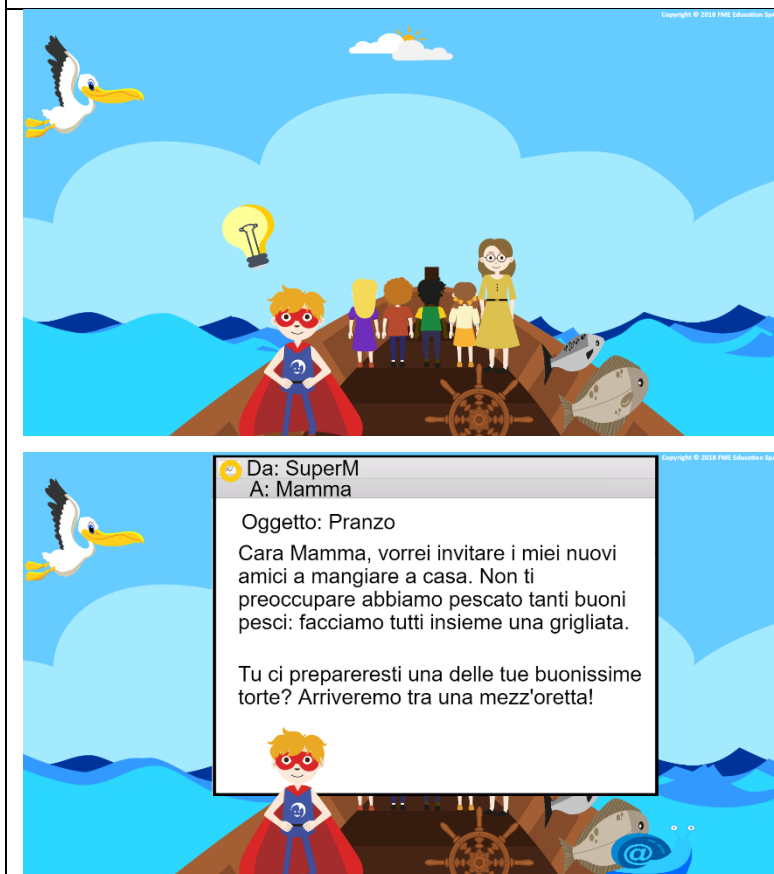 Copyright © 2018 FME Education SpA
Da: SuperM
A: Mamma
Copyright © 2018 FME Education SpA
Oggetto: Pranzo
Cara Mamma, vorrei invitare i miei nuovi
amici a mangiare a casa. Non ti
preoccupare abbiamo pescato tanti buoni
pesci: facciamo tutti insieme una grigliata.
Tu ci prepareresti una delle tue buonissime
torte? Arriveremo tra una mezz'oretta!
@